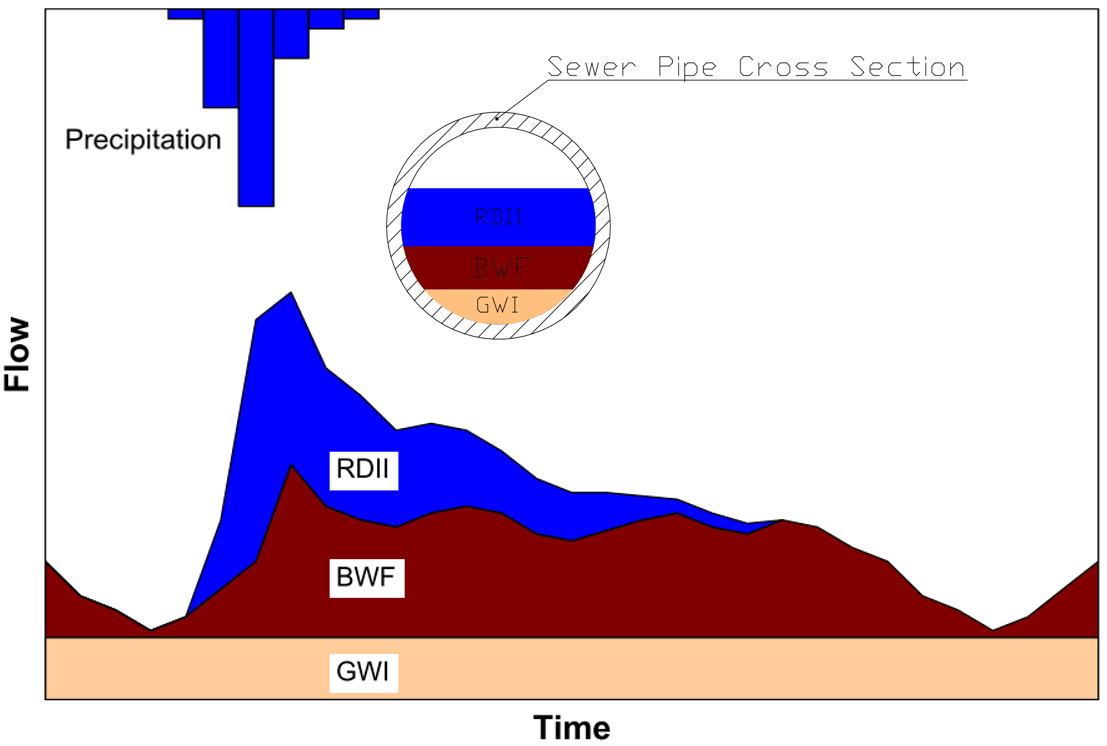 Sewer Pipe Cross Section
Precipitation
RDII
BWF
GWI
Flow
RDII
BWF
GWI
Time